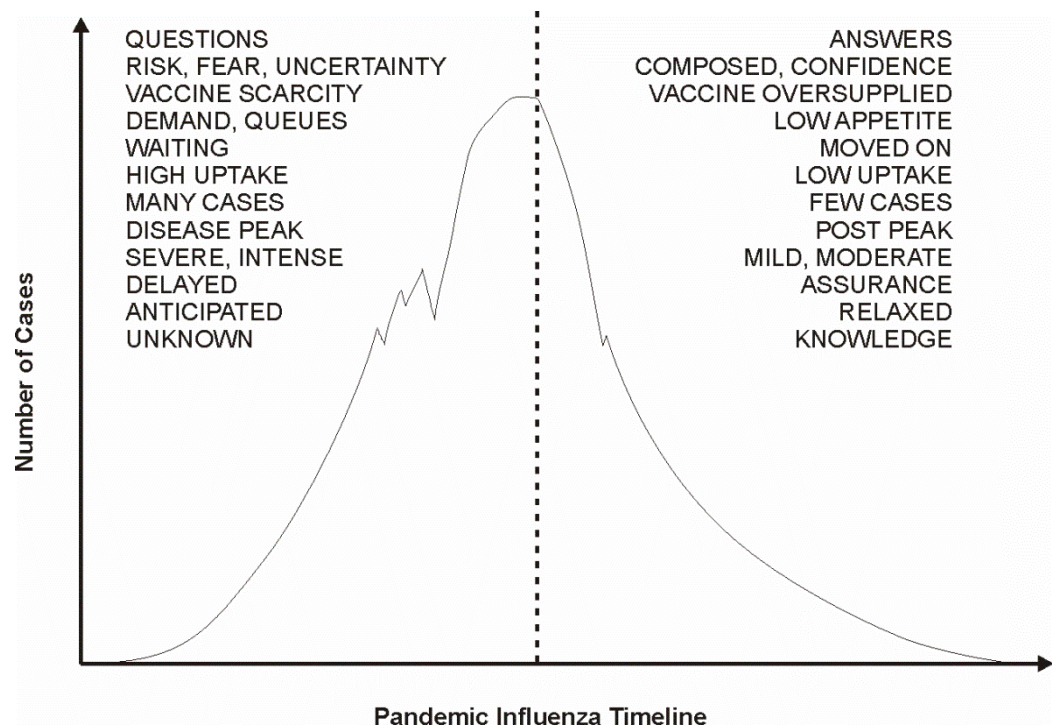 QUESTIONS
RISK, FEAR, UNCERTAINTY
VACCINE SCARCITY
DEMAND, QUEUES
WAITING
HIGH UPTAKE
MANY CASES
DISEASE PEAK
SEVERE, INTENSE
DELAYED
ANTICIPATED
UNKNOWN
ANSWERS
COMPOSED, CONFIDENCE
VACCINE OVERSUPPLIED
LOW APPETITE
MOVED ON
LOW UPTAKE
FEW CASES
POST PEAK
MILD, MODERATE
ASSURANCE
RELAXED
KNOWLEDGE
Number of Cases
Pandemic Influenza Timeline